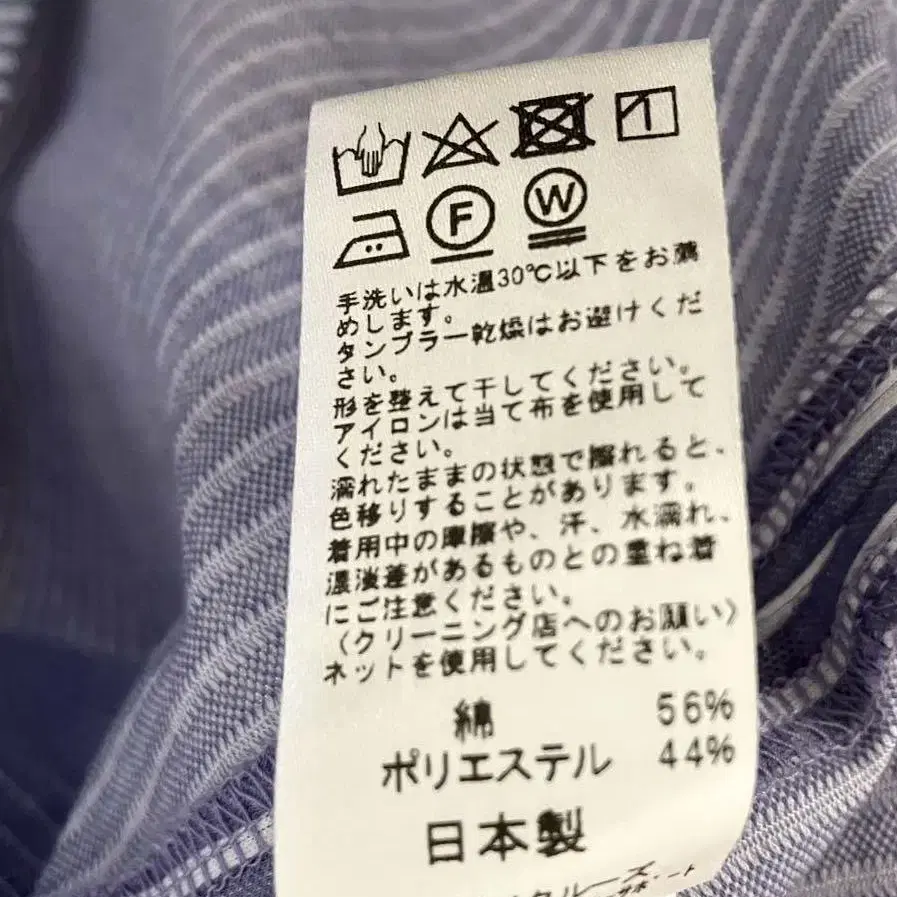 F W
手洗いは水温30℃以下をお薦
めします。
タンブラー乾燥はお避けくだ
さい。
形を整えて干してください。
アイロンは当て布を使用して
ください。
濡れたままの状態で擦れると、
色移りすることがあります。
着用中の摩擦や、汗、水濡れ、
濃淡差があるものとの重ね着
にご注意ください。
〈クリーニング店へのお願い〉
ネットを使用してください。
綿 56%
ポリエステル 44%
日本製